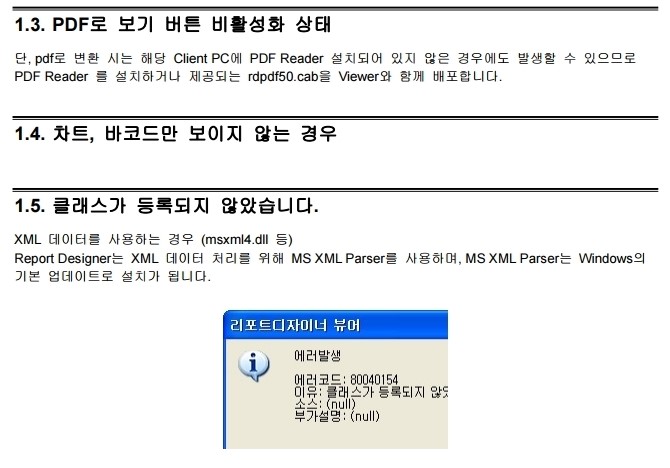 1.3. PDF로 보기 버튼 비활성화 상태
단, pdf로 변환 시는 해당 Client PC에 PDF Reader 설치되어 있지 않은 경우에도 발생할 수 있으므로
PDF Reader 를 설치하거나 제공되는 rdpdf50.cab을 Viewer와 함께 배포합니다.
1.4. 차트, 바코드만 보이지 않는 경우
1.5. 클래스가 등록되지 않았습니다.
XML 데이터를 사용하는 경우 (msxml4.dll 등)
Report Designer는 XML 데이터 처리를 위해 MS XML Parser를 사용하며, MS XML Parser는 Windows의
기본 업데이트로 설치가 됩니다.
리포트디자이너 뷰어
에러발생
에러코드: 80040154
이유: 클래스가 등록되지 않
소스: (null)
부가설명: (null)